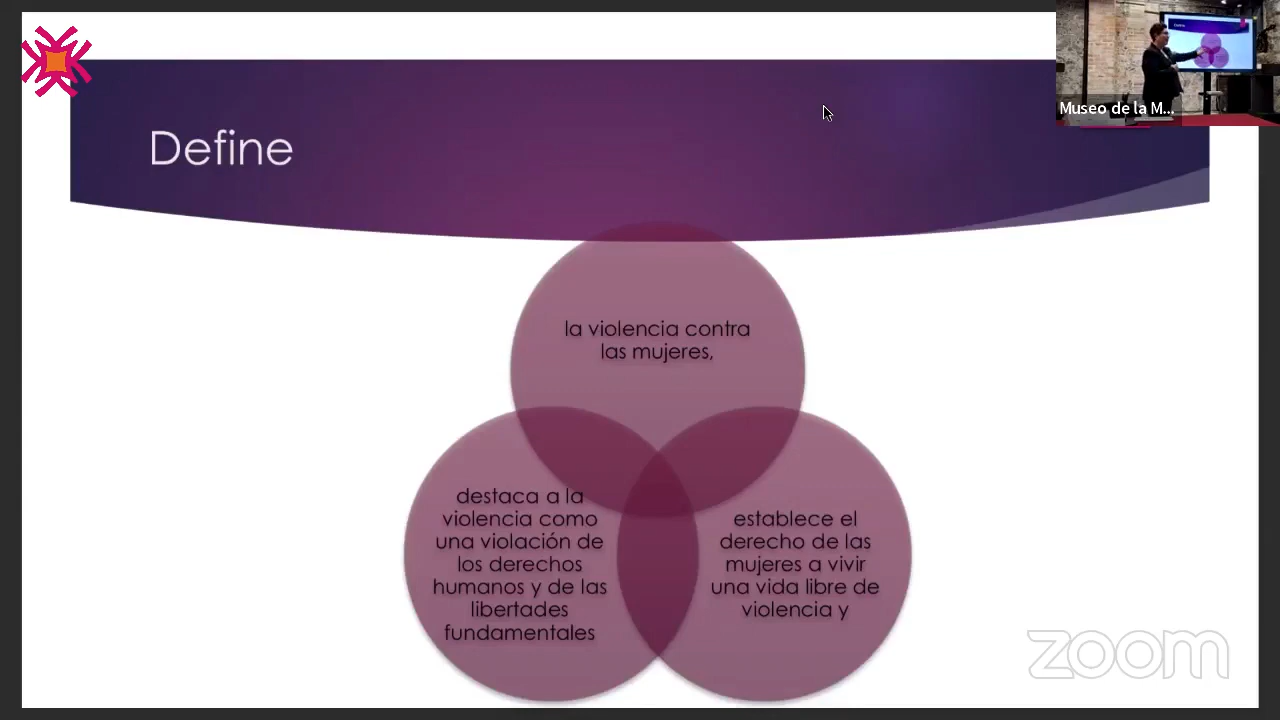 Museo de la M...
Define
la violencia contra
las mujeres,
establece el
derecho de las
mujeres a vivir
una vida libre de
violencia y
destaca a la
violencia como
una violación de
los derechos
humanos y de las
libertades
fundamentales
zoom